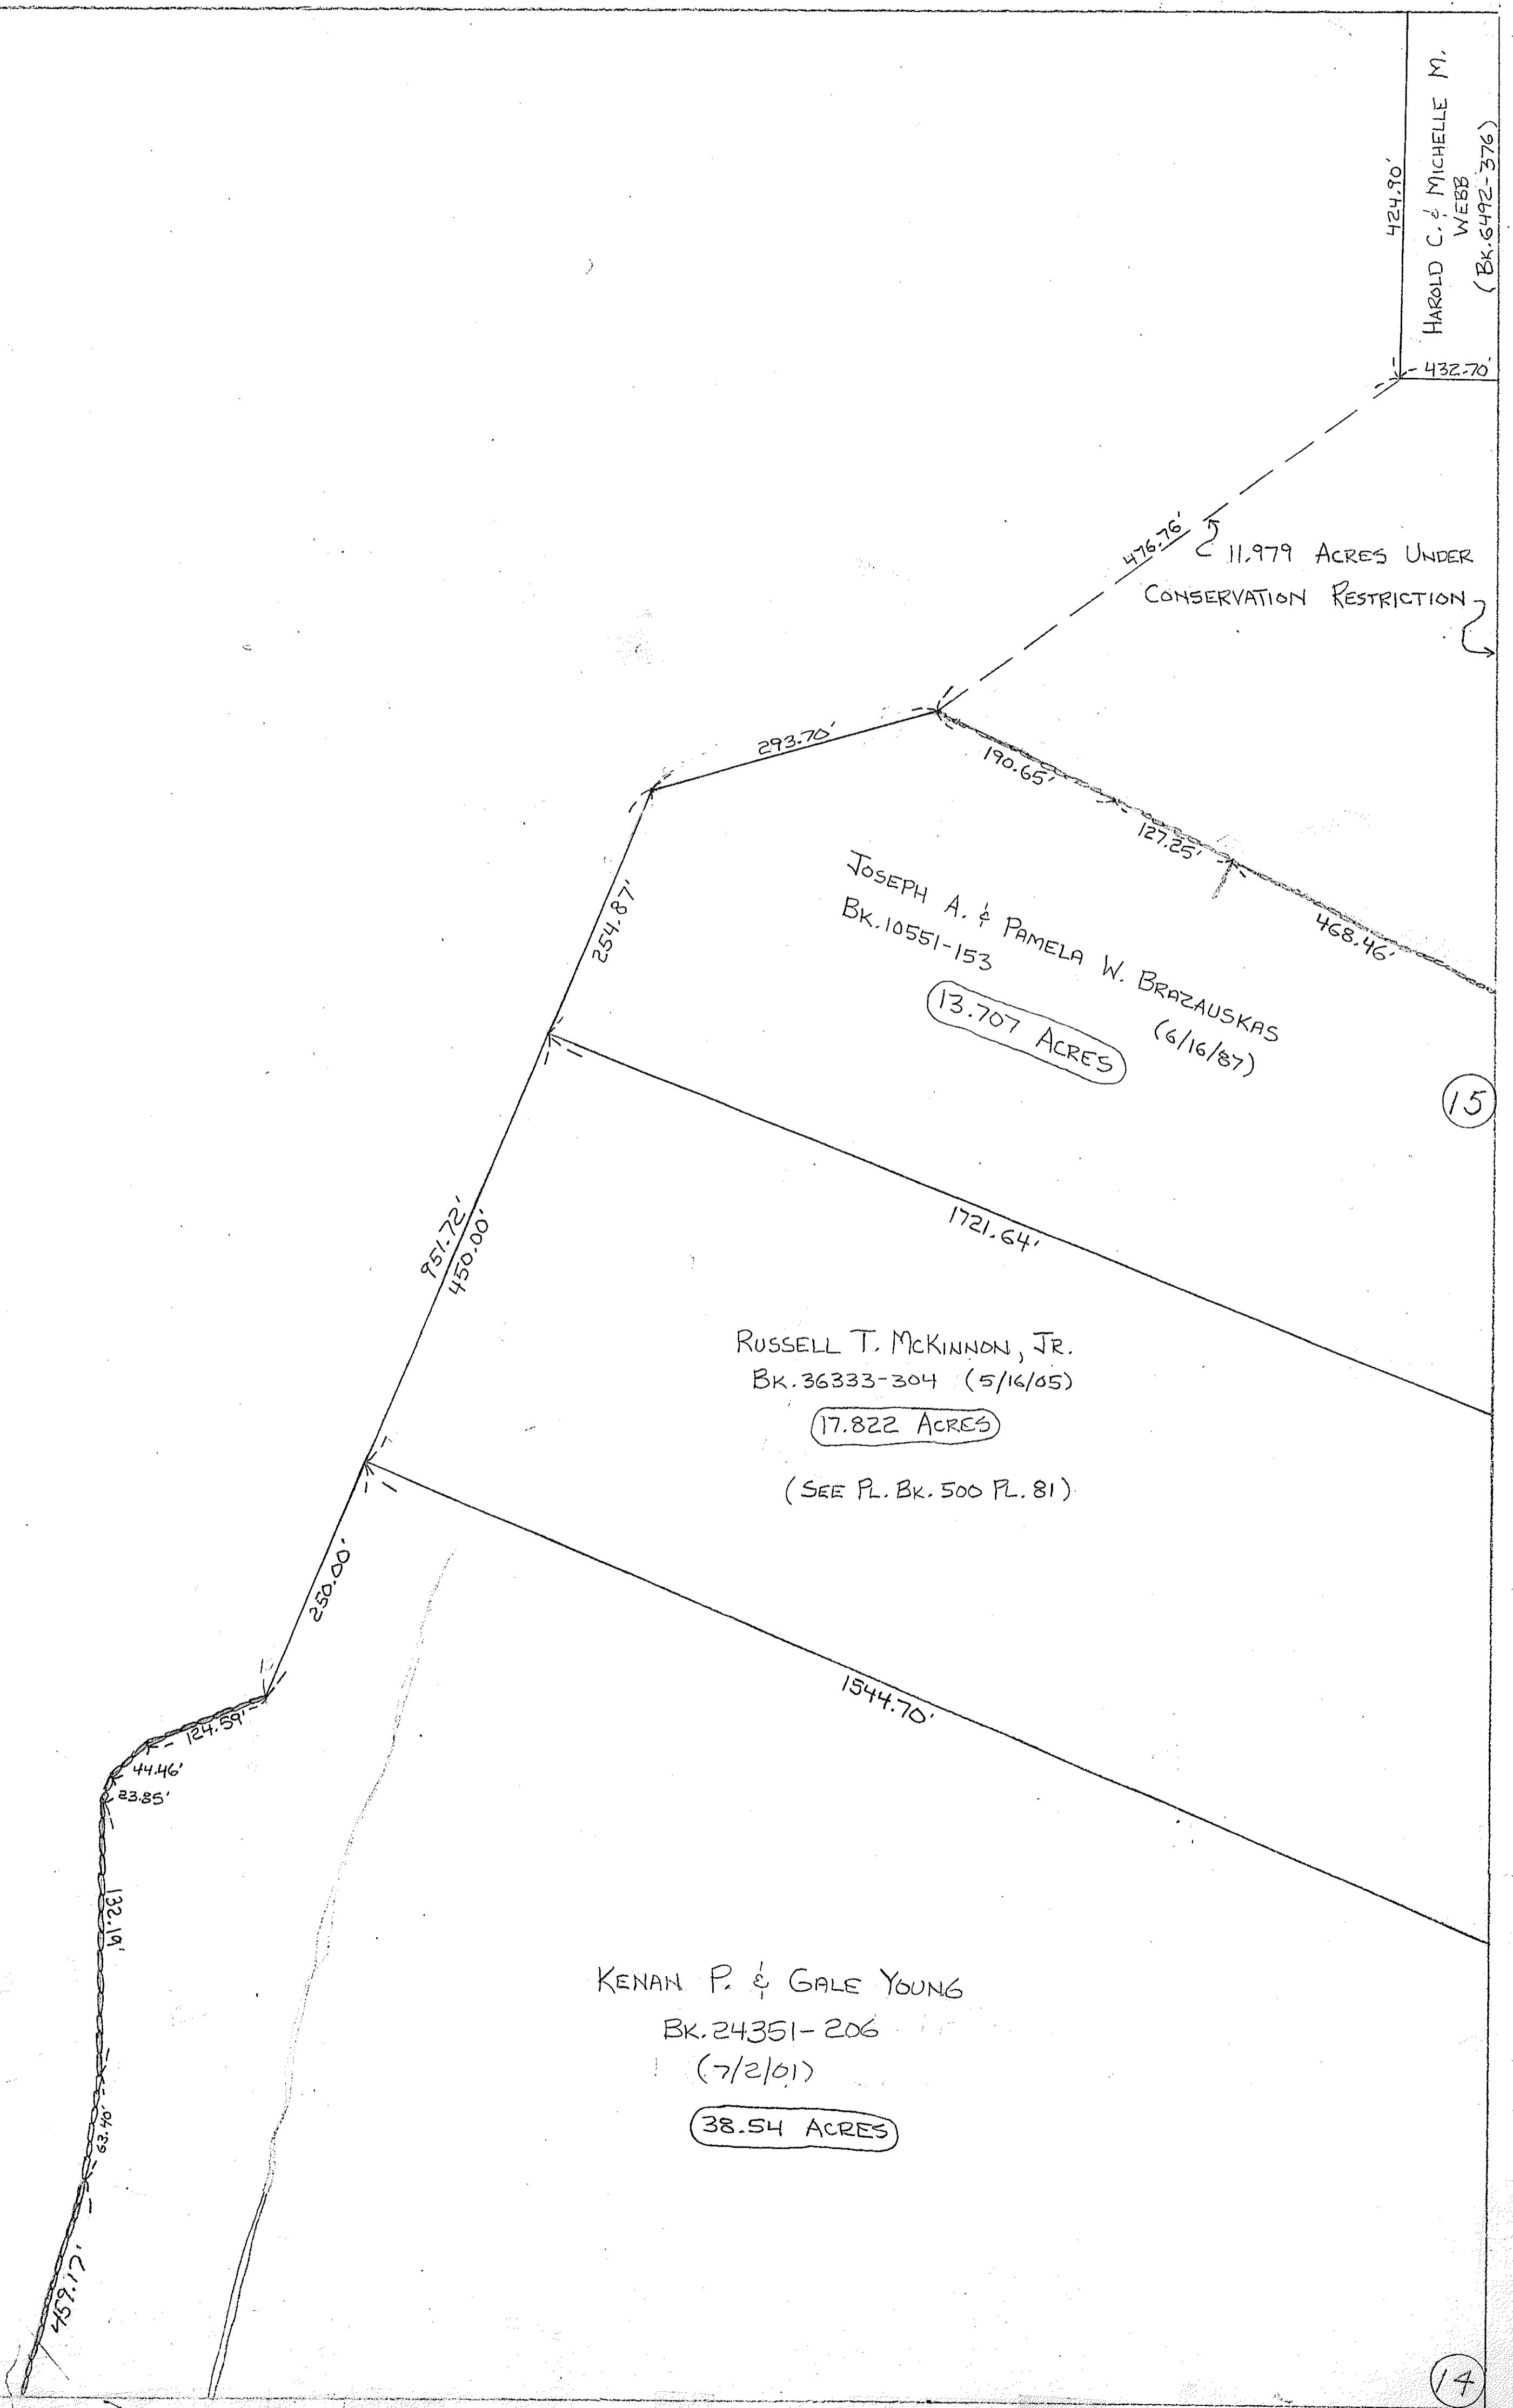 424.90'
HAROLD C. & MICHELLE M.
WEBB
(BK.6492-376)
432.70'
476.76'
11.979 ACRES UNDER
CONSERVATION RESTRICTION
293.70'
190.65'
127.25'
468.46'
254.87'
JOSEPH A. & PAMELA W. BRAZAUSKAS
BK.10551-153
(6/16/87)
13.707 ACRES
15
951.72'
450.00'
1721.64'
RUSSELL T. MCKINNON, JR.
BK.36333-304 (5/16/05)
17.822 ACRES
(SEE PL. BK. 500 PL. 81)
250.00'
1544.70'
124.59'
44.46'
23.85'
132.19'
KENAN P. & GALE YOUNG
BK.24351-206
(7/2/01)
38.54 ACRES
63.40'
459.17'
14